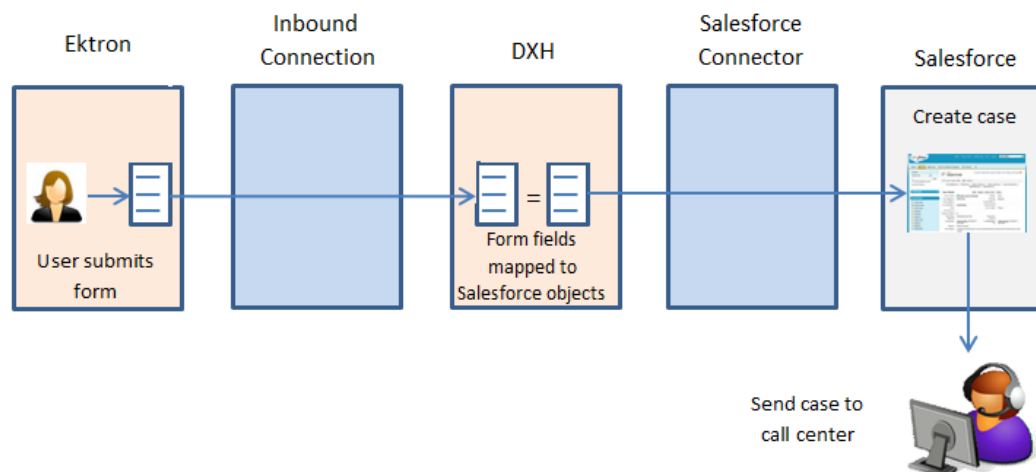 Ektron
Inbound
Connection
DXH
Salesforce
Connector
Salesforce
User submits
form
=
Form fields
mapped to
Salesforce objects
Create case
Send case to
call center